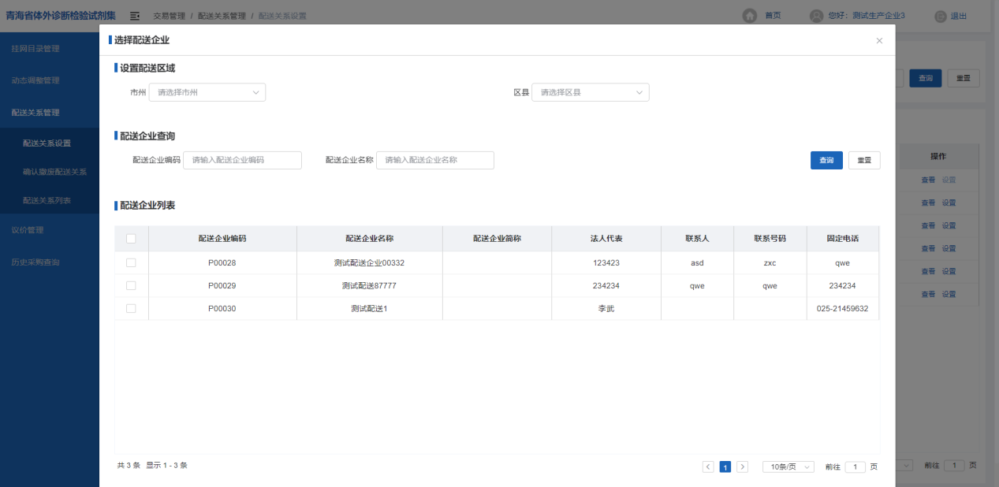 青海省体外诊断检验试剂集
交易管理 / 配送关系管理 / 配送关系设置
首页
您好：测试生产企业3
退出
挂网目录管理
动态调整管理
配送关系管理
配送关系设置
确认撤废配送关系
配送关系列表
议价管理
历史采购查询
选择配送企业
设置配送区域
市州 请选择市州
区县 请选择区县
配送企业查询
配送企业编码 请输入配送企业编码 配送企业名称 请输入配送企业名称 查询 重置
配送企业列表
配送企业编码 配送企业名称 配送企业简称 法人代表 联系人 联系号码 固定电话
P00028 测试配送企业00332 123423 asd zxc qwe
P00029 测试配送87777 234234 qwe qwe 234234
P00030 测试配送1 李武 025-21459632
共 3 条 显示 1 - 3 条
1 10条/页 前往 1 页
查询 重置
操作
查看 设置
查看 设置
查看 设置
查看 设置
查看 设置
查看 设置
前往 1 页